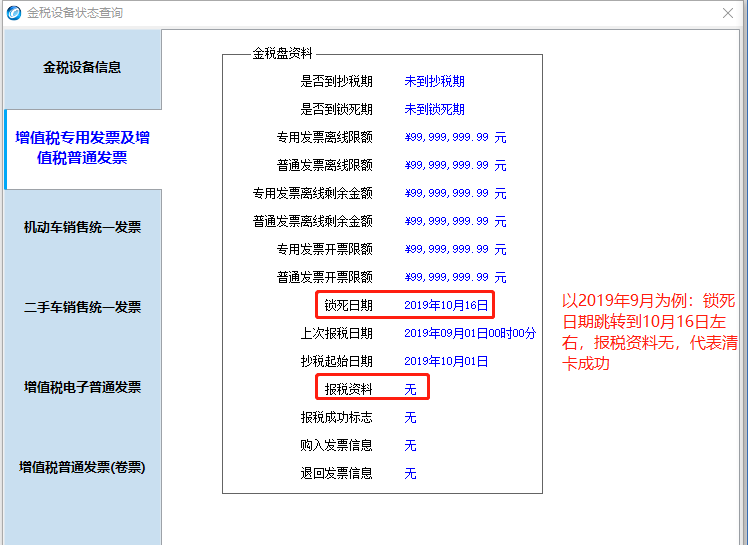 金税设备状态查询
金税设备信息
增值税专用发票及增
值税普通发票
机动车销售统一发票
二手车销售统一发票
增值税电子普通发票
增值税普通发票(卷票)
金税盘资料
是否到抄税期 未到抄税期
是否到锁死期 未到锁死期
专用发票离线限额 ¥99,999,999.99 元
普通发票离线限额 ¥99,999,999.99 元
专用发票离线剩余金额 ¥99,999,999.99 元
普通发票离线剩余金额 ¥99,999,999.99 元
专用发票开票限额 ¥99,999,999.99 元
普通发票开票限额 ¥99,999,999.99 元
锁死日期 2019年10月16日
上次报税日期 2019年09月01日00时00分
抄税起始日期 2019年10月01日
报税资料 无
报税成功标志 无
购入发票信息 无
退回发票信息 无
以2019年9月为例：锁死
日期跳转到10月16日左
右，报税资料无，代表清
卡成功